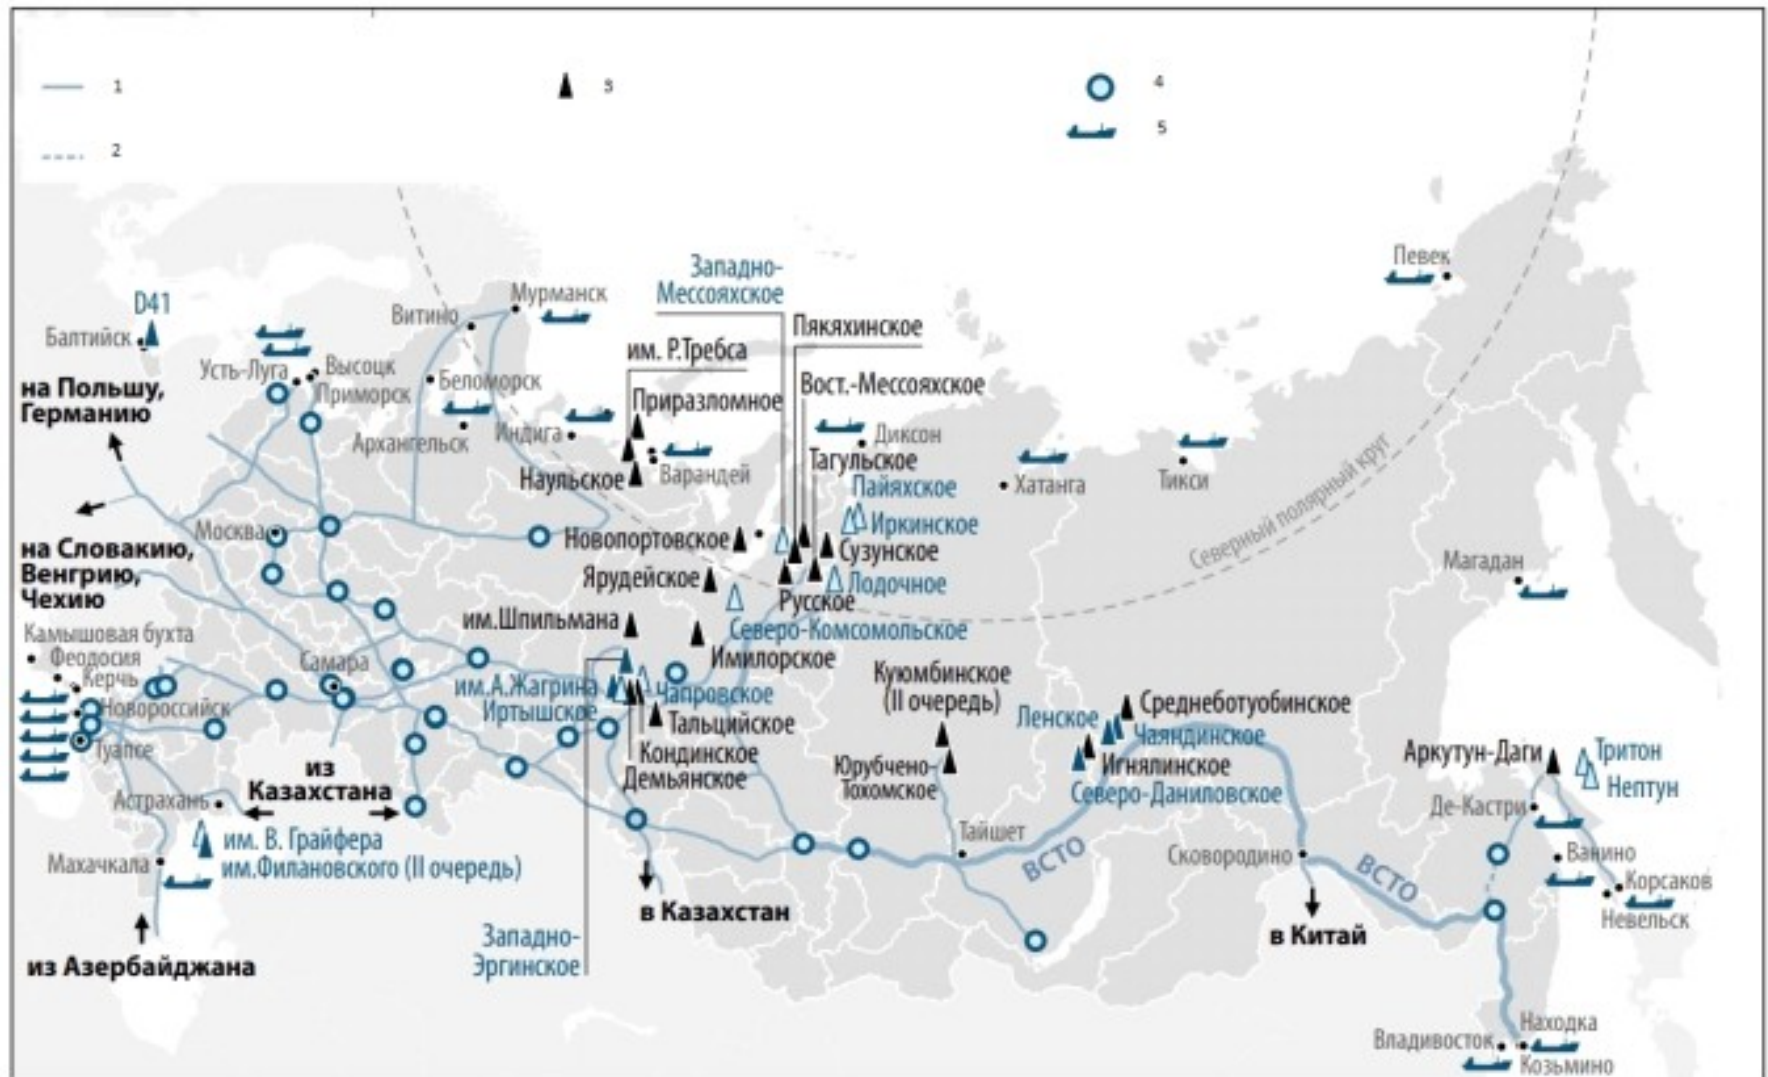 1
3
4
5
2
Певек
Западно-
Мессояхское
D41
Мурманск
Витино
Балтийск
Пякяхинское
им. Р.Требса
Усть-Луга
Высоцк
Приморск
Беломорск
Вост.-Мессояхское
на Польшу,
Германию
Приразломное
Архангельск
Индига
Диксон
Тагульское
Наульское
Варандей
Пайяхское
Хатанга
Тикси
Северный полярный круг
Москва
Новопортовское
Иркинское
Сузунское
на Словакию,
Венгрию,
Чехию
Ярудейское
Лодочное
Магадан
Русское
им.Шпильмана
Северо-Комсомольское
Камышовая бухта
Феодосия
Керчь
Самара
Имилорское
Куюмбинское
(II очередь)
им.А.Жагрина
Иртышское
Чапровское
Новороссийск
Тальцийское
Ленское
Среднеботуобинское
Чаяндинское
Туапсе
Кондинское
Демьянское
Юрубчено-
Тохомское
Игнялинское
Северо-Даниловское
Аркутун-Даги
Тритон
Нептун
из
Казахстана
Астрахань
Де-Кастри
им. В. Грайфера
им.Филановского (II очередь)
Тайшет
ВСТО
Сковородино
ВСТО
Ванино
Махачкала
Корсаков
Невельск
в Казахстан
Западно-
Эргинское
в Китай
из Азербайджана
Находка
Владивосток
Козьмино